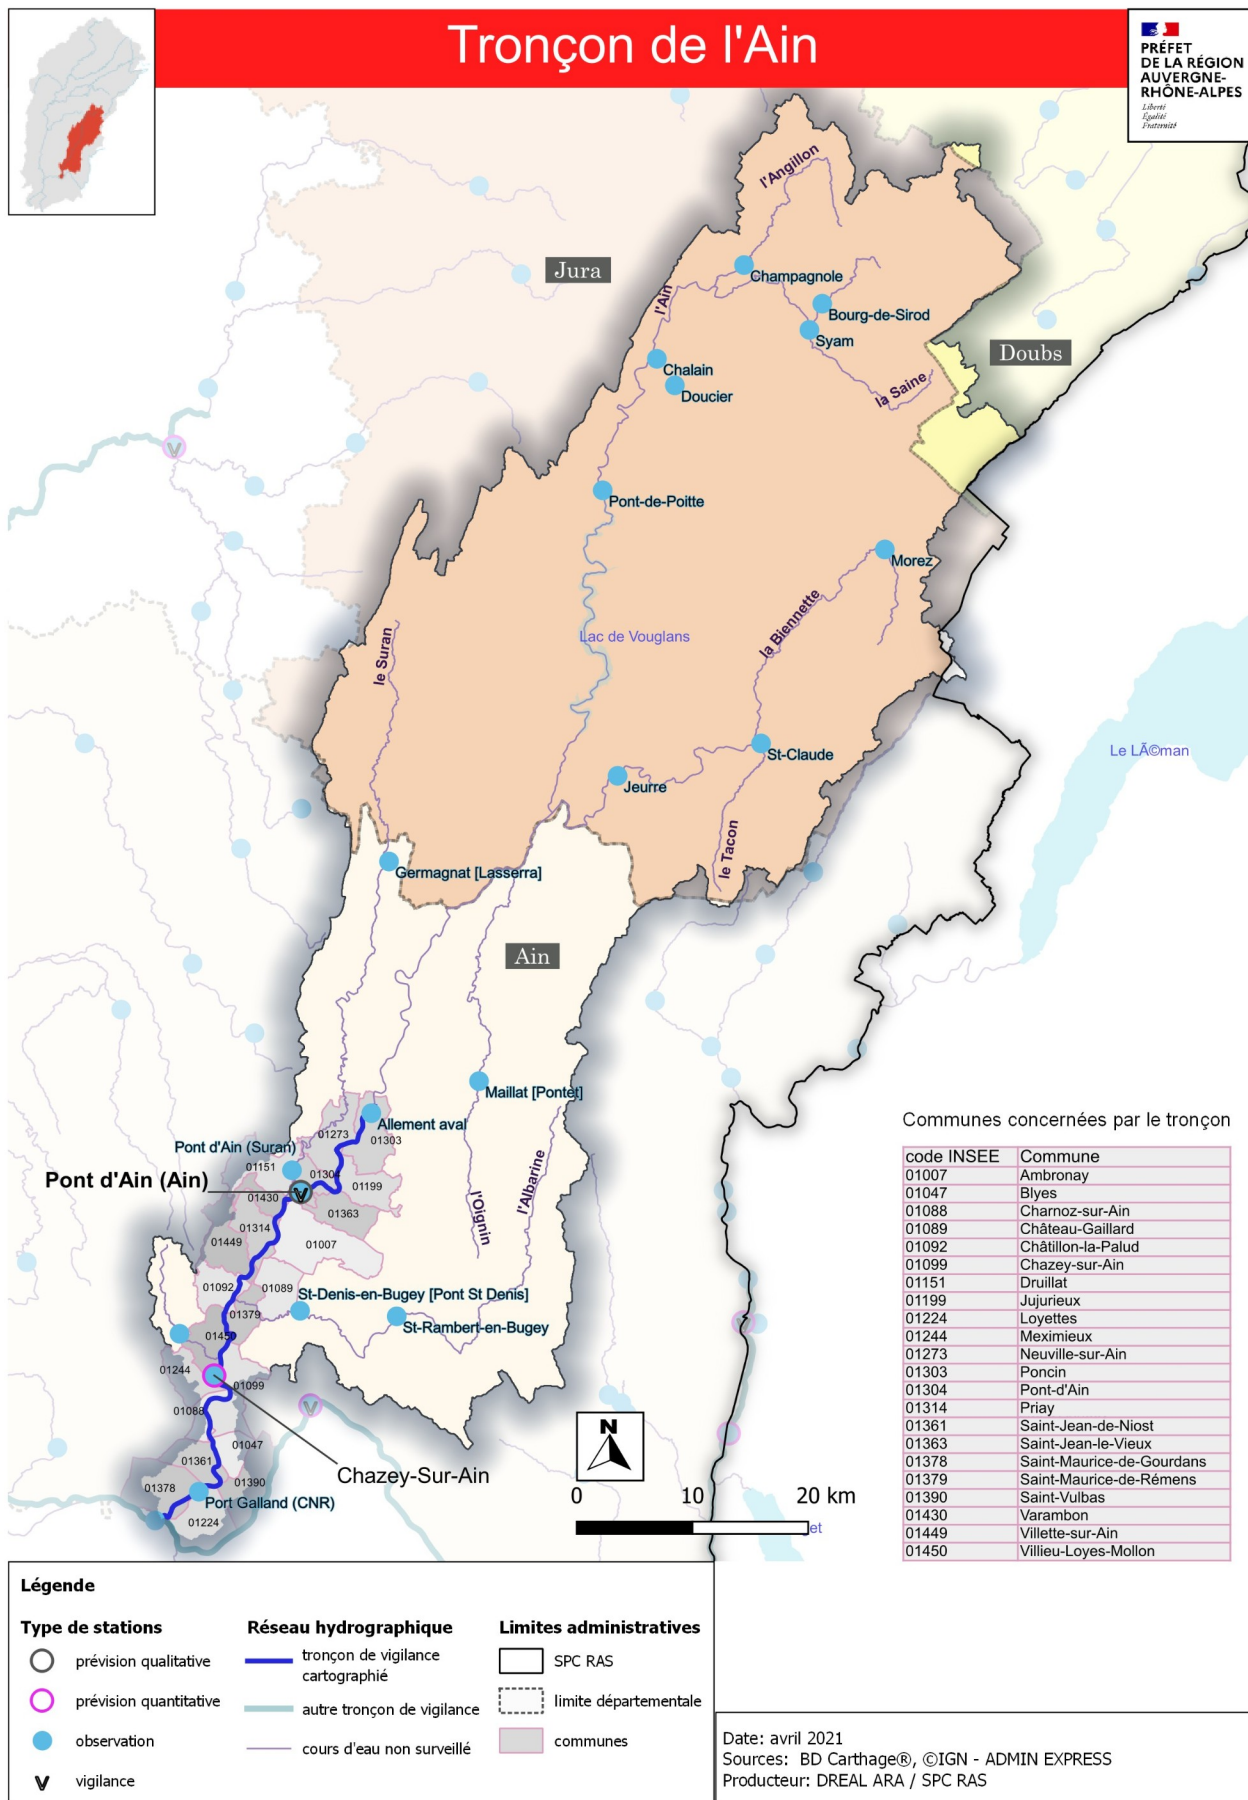 Tronçon de l'Ain
PRÉFET
DE LA RÉGION
AUVERGNE-
RHÔNE-ALPES
Liberté
Égalité
Fraternité
l'Angillon
Jura
Champagnole
l'Ain
Bourg-de-Sirod
Syam
Doubs
Chalain
Doucier
la Saine
Pont-de-Poitte
Morez
la Biennette
Lac de Vouglans
le Suran
St-Claude
Le LÃ©man
Jeurre
le Tacon
Germagnat [Lasserra]
Ain
Maillat [Pontet]
Allement aval
01273
01303
Pont d'Ain (Suran)
01151
01304
Pont d'Ain (Ain)
V
01199
01430
01363
01314
01449
01007
l'Oignin
l'Albarine
01092
01089
St-Denis-en-Bugey [Pont St Denis]
01379
St-Rambert-en-Bugey
01450
01244
01099
01088
01047
Chazey-Sur-Ain
01361
01390
01378
Port Galland (CNR)
01224
V
V
V
N
0 10 20 km
get
Communes concernées par le tronçon
code INSEE Commune
01007 Ambronay
01047 Blyes
01088 Charnoz-sur-Ain
01089 Château-Gaillard
01092 Châtillon-la-Palud
01099 Chazey-sur-Ain
01151 Druillat
01199 Jujurieux
01224 Loyettes
01244 Meximieux
01273 Neuville-sur-Ain
01303 Poncin
01304 Pont-d'Ain
01314 Priay
01361 Saint-Jean-de-Niost
01363 Saint-Jean-le-Vieux
01378 Saint-Maurice-de-Gourdans
01379 Saint-Maurice-de-Rémens
01390 Saint-Vulbas
01430 Varambon
01449 Villette-sur-Ain
01450 Villieu-Loyes-Mollon
Légende
Type de stations
prévision qualitative
prévision quantitative
observation
V vigilance
Réseau hydrographique
tronçon de vigilance
cartographié
autre tronçon de vigilance
cours d'eau non surveillé
Limites administratives
SPC RAS
limite départementale
communes
Date: avril 2021
Sources: BD Carthage®, ©IGN - ADMIN EXPRESS
Producteur: DREAL ARA / SPC RAS